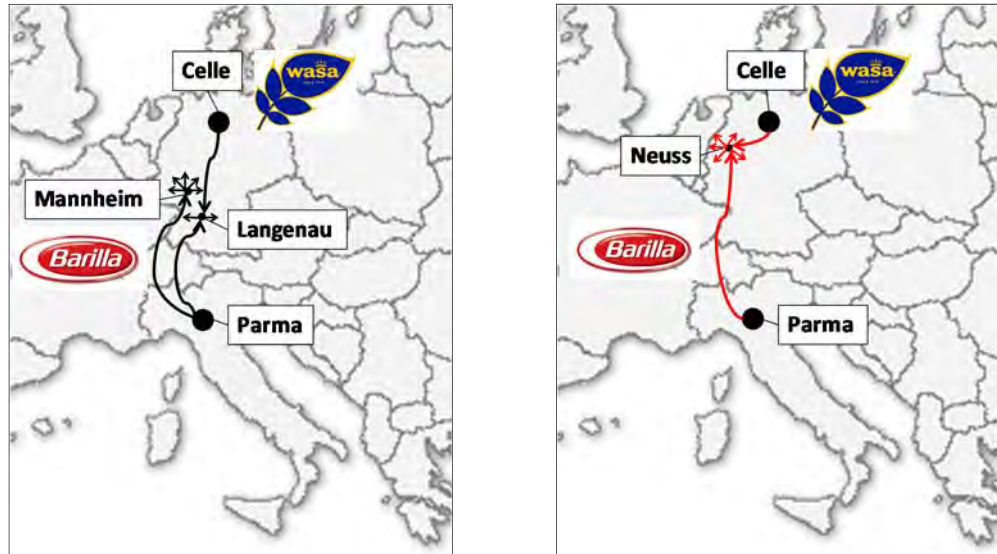 Celle
wasa
Mannheim
Langenau
Barilla
Parma
Celle
wasa
Neuss
Barilla
Parma